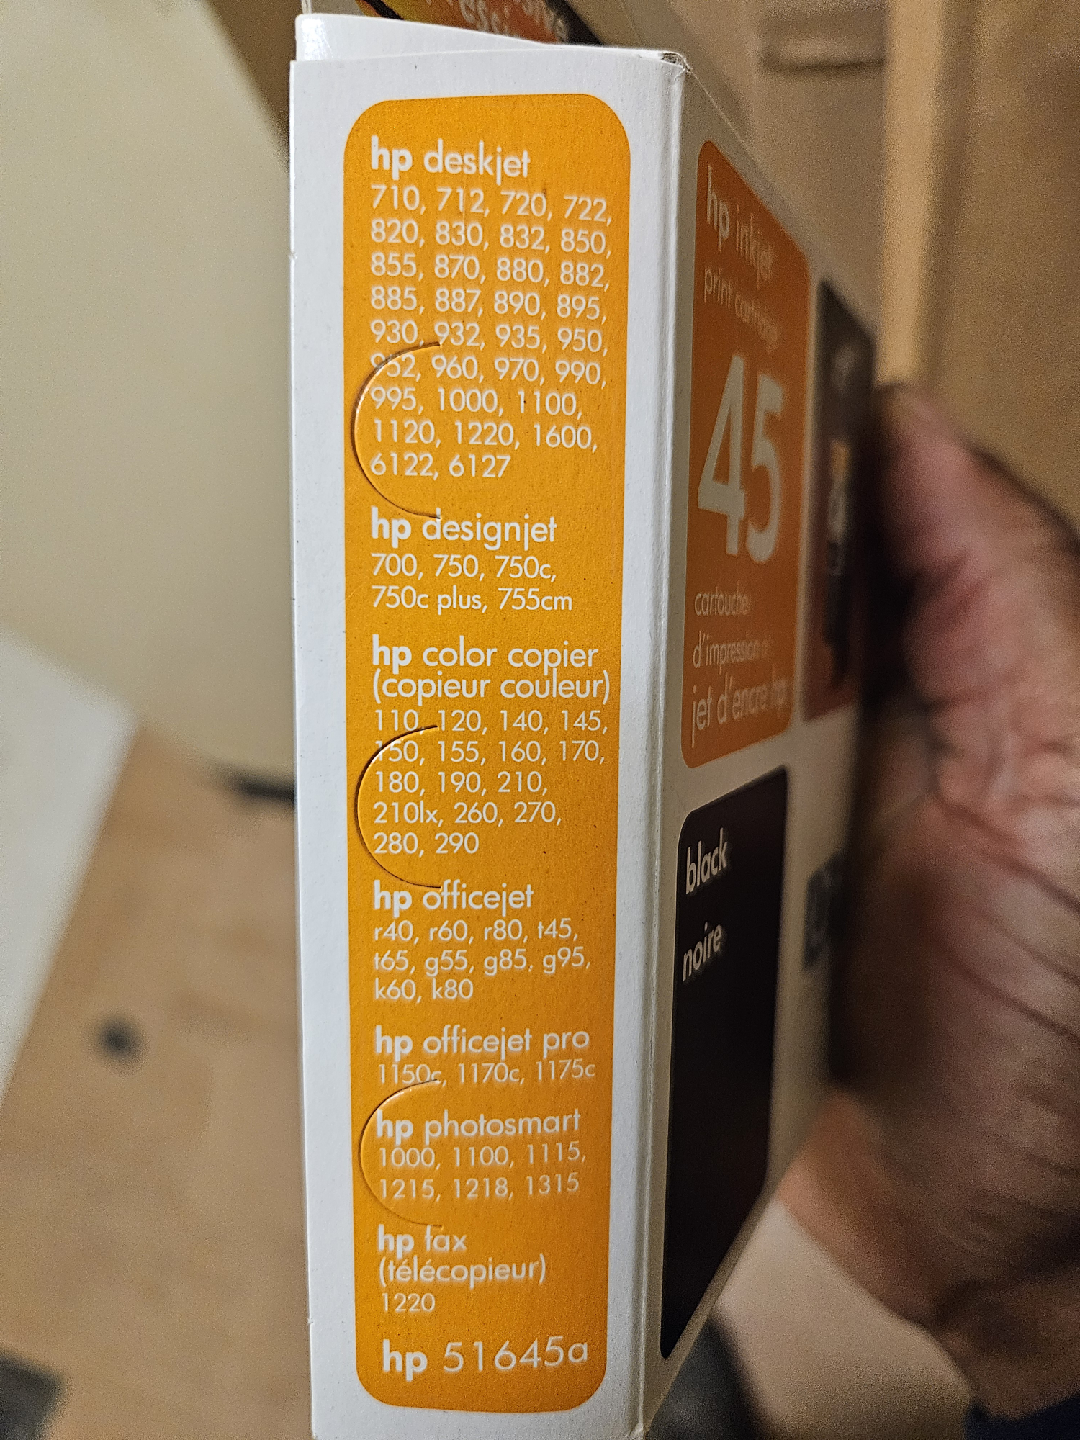 hp deskjet
710, 712, 720, 722,
820, 830, 832, 850,
855, 870, 880, 882,
885, 887, 890, 895,
930, 932, 935, 950,
952, 960, 970, 990,
995, 1000, 1100,
1120, 1220, 1600,
6122, 6127
hp designjet
700, 750, 750c,
750c plus, 755cm
hp color copier
(copieur couleur)
110, 120, 140, 145,
150, 155, 160, 170,
180, 190, 210,
210lx, 260, 270,
280, 290
hp officejet
r40, r60, r80, t45,
t65, g55, g85, g95,
k60, k80
hp officejet pro
1150c, 1170c, 1175c
hp photosmart
1000, 1100, 1115,
1215, 1218, 1315
hp fax
(télécopieur)
1220
hp 51645a
hp inkjet
print cartridge
45
cartouche
d'impression
jet d'encre hp
black
noire